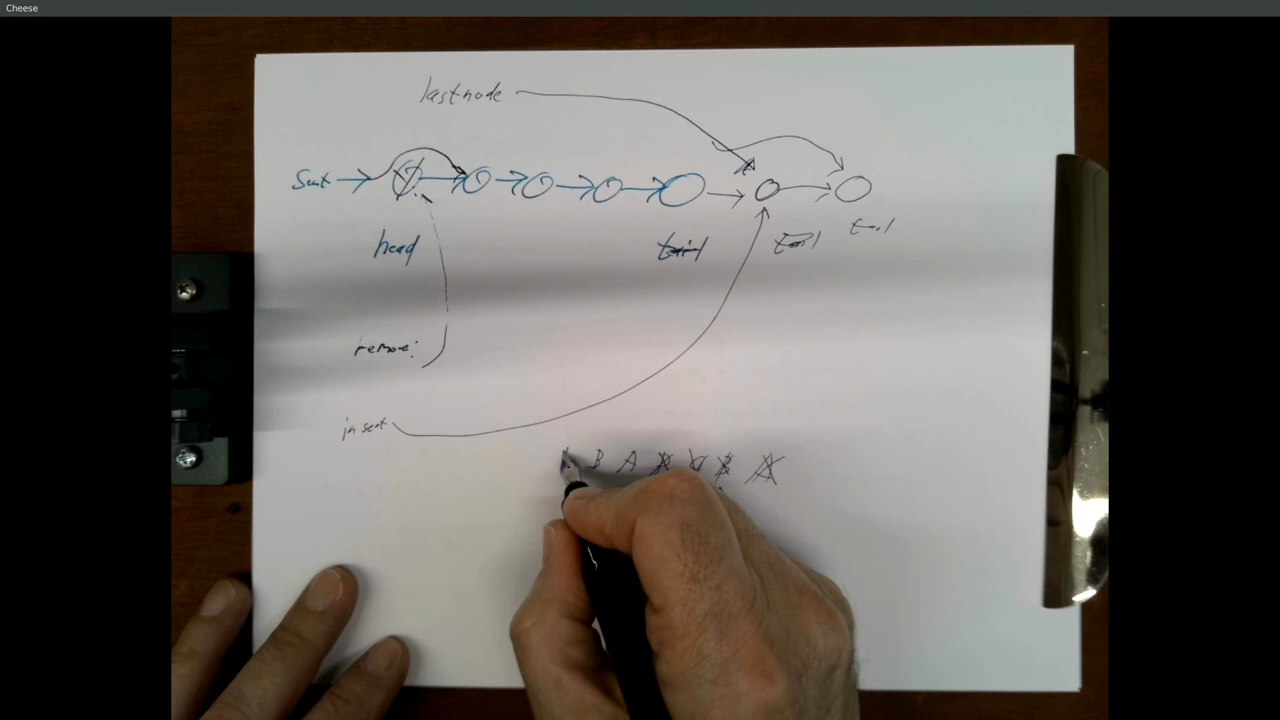 Cheese
lastnode
Sent
head tail tail tail
remove:
insert
B A